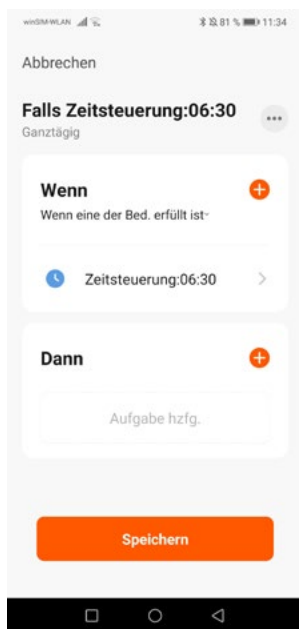 winSIM-WLAN 81 % 11:34
Abbrechen
Falls Zeitsteuerung:06:30
Ganztägig
Wenn
Wenn eine der Bed. erfüllt ist
Zeitsteuerung:06:30
Dann
Aufgabe hzfg.
Speichern